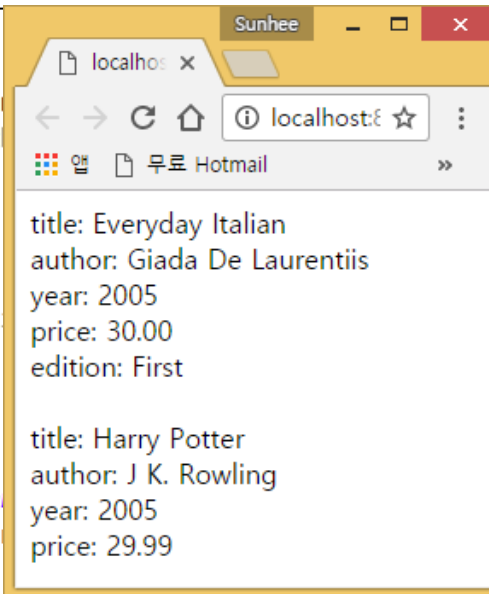 Sunhee
localhos
localhost:8
앱 무료 Hotmail
title: Everyday Italian
author: Giada De Laurentiis
year: 2005
price: 30.00
edition: First
title: Harry Potter
author: J K. Rowling
year: 2005
price: 29.99